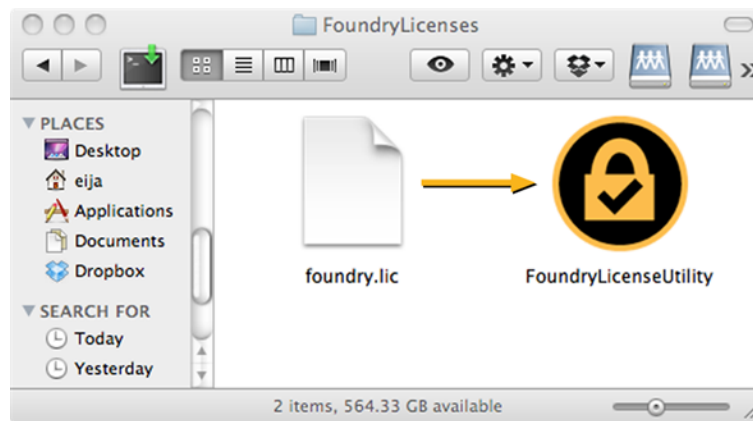 FoundryLicenses
PLACES
Desktop
eija
Applications
Documents
Dropbox
SEARCH FOR
Today
Yesterday
foundry.lic
FoundryLicenseUtility
2 items, 564.33 GB available